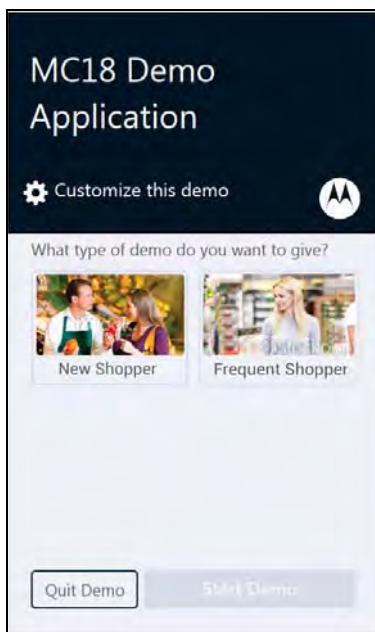 MC18 Demo
Application
Customize this demo
What type of demo do you want to give?
New Shopper
Frequent Shopper
Quit Demo
Start Demo